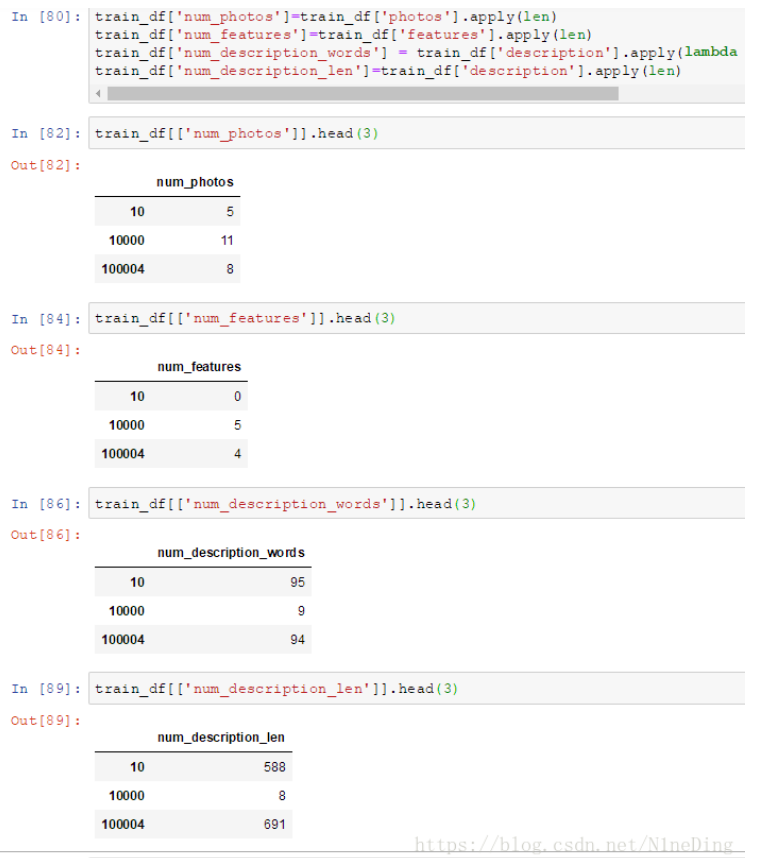 In [80]: train_df['num_photos']=train_df['photos'].apply(len)
train_df['num_features']=train_df['features'].apply(len)
train_df['num_description_words'] = train_df['description'].apply(lambda
train_df['num_description_len']=train_df['description'].apply(len)
In [82]: train_df[['num_photos']].head(3)
Out[82]:
num_photos
10 5
10000 11
100004 8
In [84]: train_df[['num_features']].head(3)
Out[84]:
num_features
10 0
10000 5
100004 4
In [86]: train_df[['num_description_words']].head(3)
Out[86]:
num_description_words
10 95
10000 9
100004 94
In [89]: train_df[['num_description_len']].head(3)
Out[89]:
num_description_len
10 588
10000 8
100004 691
https://blog.csdn.net/N1neDing